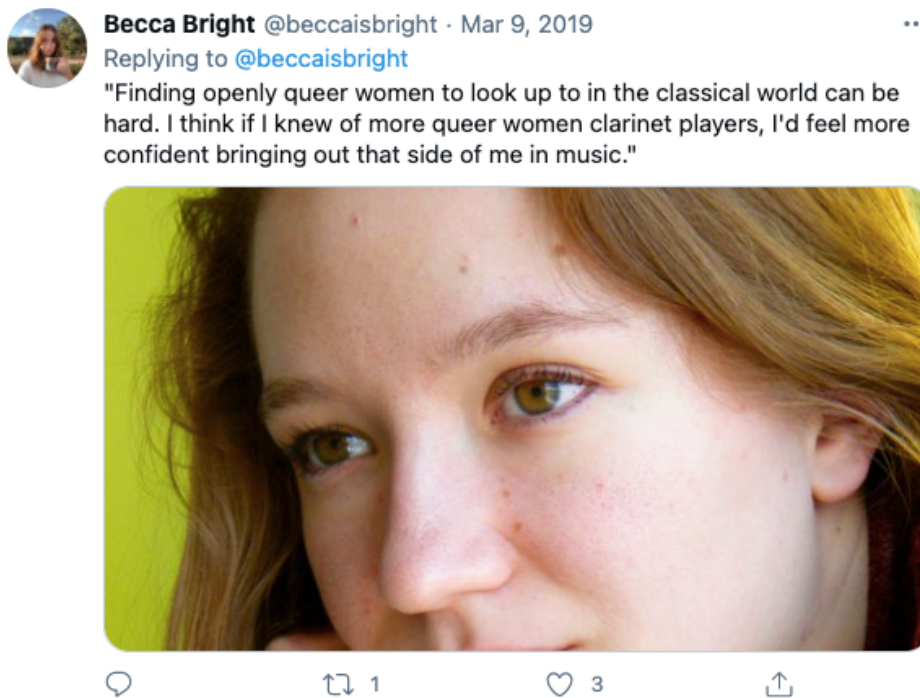 Becca Bright @beccaisbright · Mar 9, 2019
Replying to @beccaisbright
"Finding openly queer women to look up to in the classical world can be
hard. I think if I knew of more queer women clarinet players, I'd feel more
confident bringing out that side of me in music."
1 3